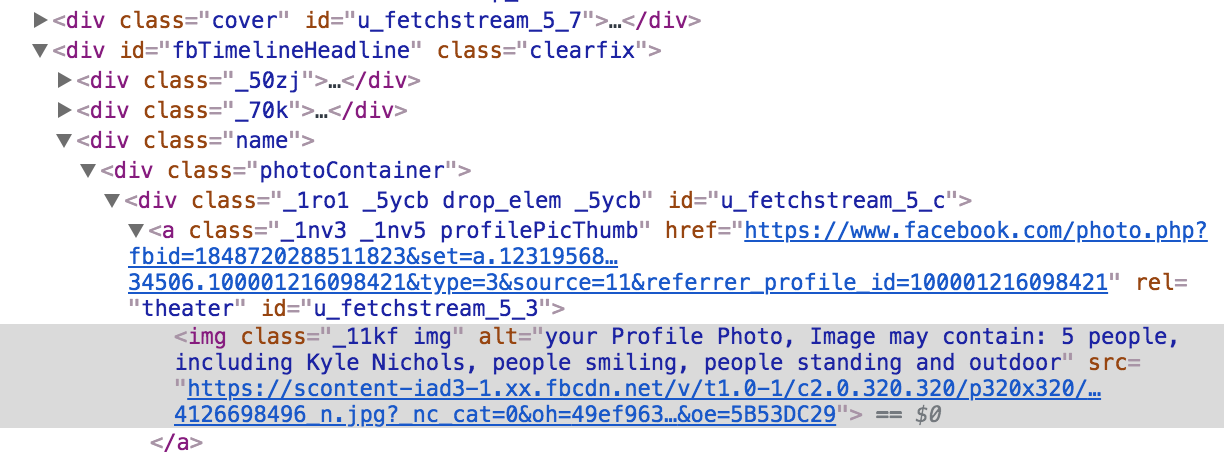 ▶<div class="cover" id="u_fetchstream_5_7">…</div>
▼<div id="fbTimelineHeadline" class="clearfix">
▶<div class="_50zj">…</div>
▶<div class="_70k">…</div>
▼<div class="name">
▼<div class="photoContainer">
▼<div class="_1ro1 _5ycb drop_elem _5ycb" id="u_fetchstream_5_c">
▼<a class="_1nv3 _1nv5 profilePicThumb" href="https://www.facebook.com/photo.php?
fbid=1848720288511823&set=a.12319568…
34506.100001216098421&type=3&source=11&referrer_profile_id=100001216098421" rel=
"theater" id="u_fetchstream_5_3">
<img class="_11kf img" alt="your Profile Photo, Image may contain: 5 people,
including Kyle Nichols, people smiling, people standing and outdoor" src=
"https://scontent-iad3-1.xx.fbcdn.net/v/t1.0-1/c2.0.320.320/p320x320/…
4126698496_n.jpg?_nc_cat=0&oh=49ef963…&oe=5B53DC29"> == $0
</a>